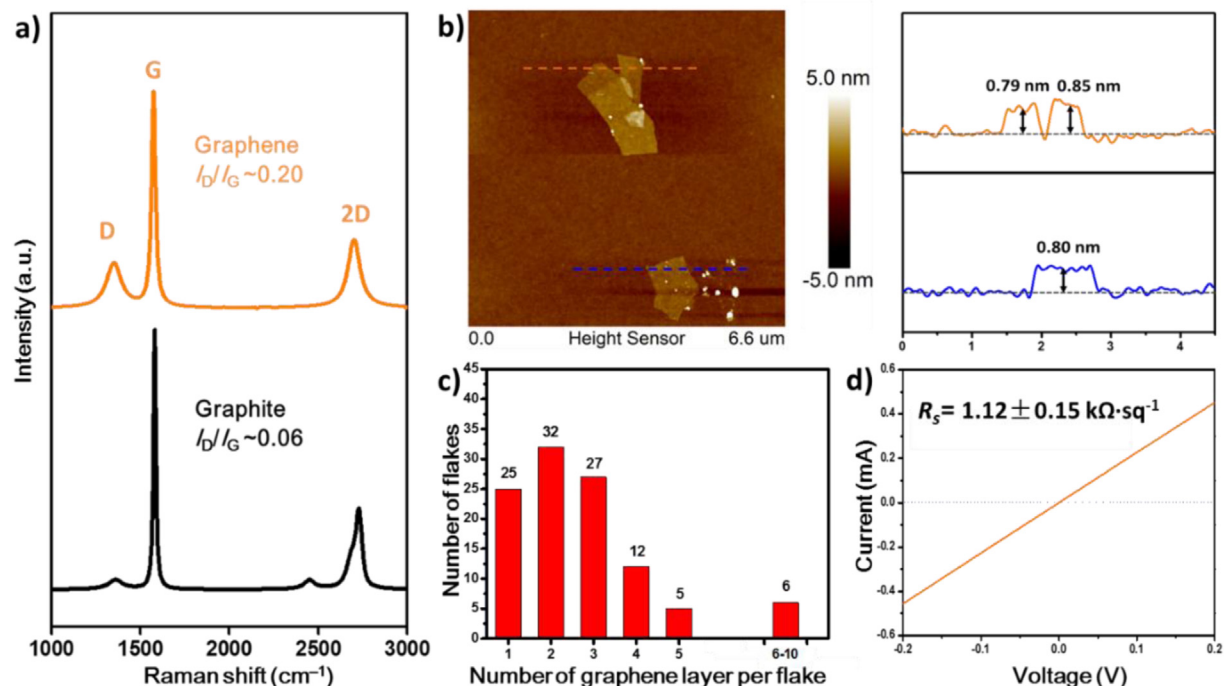 a)
G
Graphene
I_D/I_G ~0.20
D
2D
Graphite
I_D/I_G ~0.06
Intensity (a.u.)
1000
1500
2000
2500
3000
Raman shift (cm⁻¹)
b)
5.0 nm
-5.0 nm
0.0
Height Sensor
6.6 um
0.79 nm
0.85 nm
0.80 nm
0
1
2
3
4
c)
45
40
35
30
25
20
15
10
5
0
25
32
27
12
5
6
1
2
3
4
5
6-10
Number of flakes
Number of graphene layer per flake
d)
R_s= 1.12±0.15 kΩ·sq⁻¹
0.6
0.4
0.2
0.0
-0.2
-0.4
-0.6
-0.2
-0.1
0.0
0.1
0.2
Current (mA)
Voltage (V)